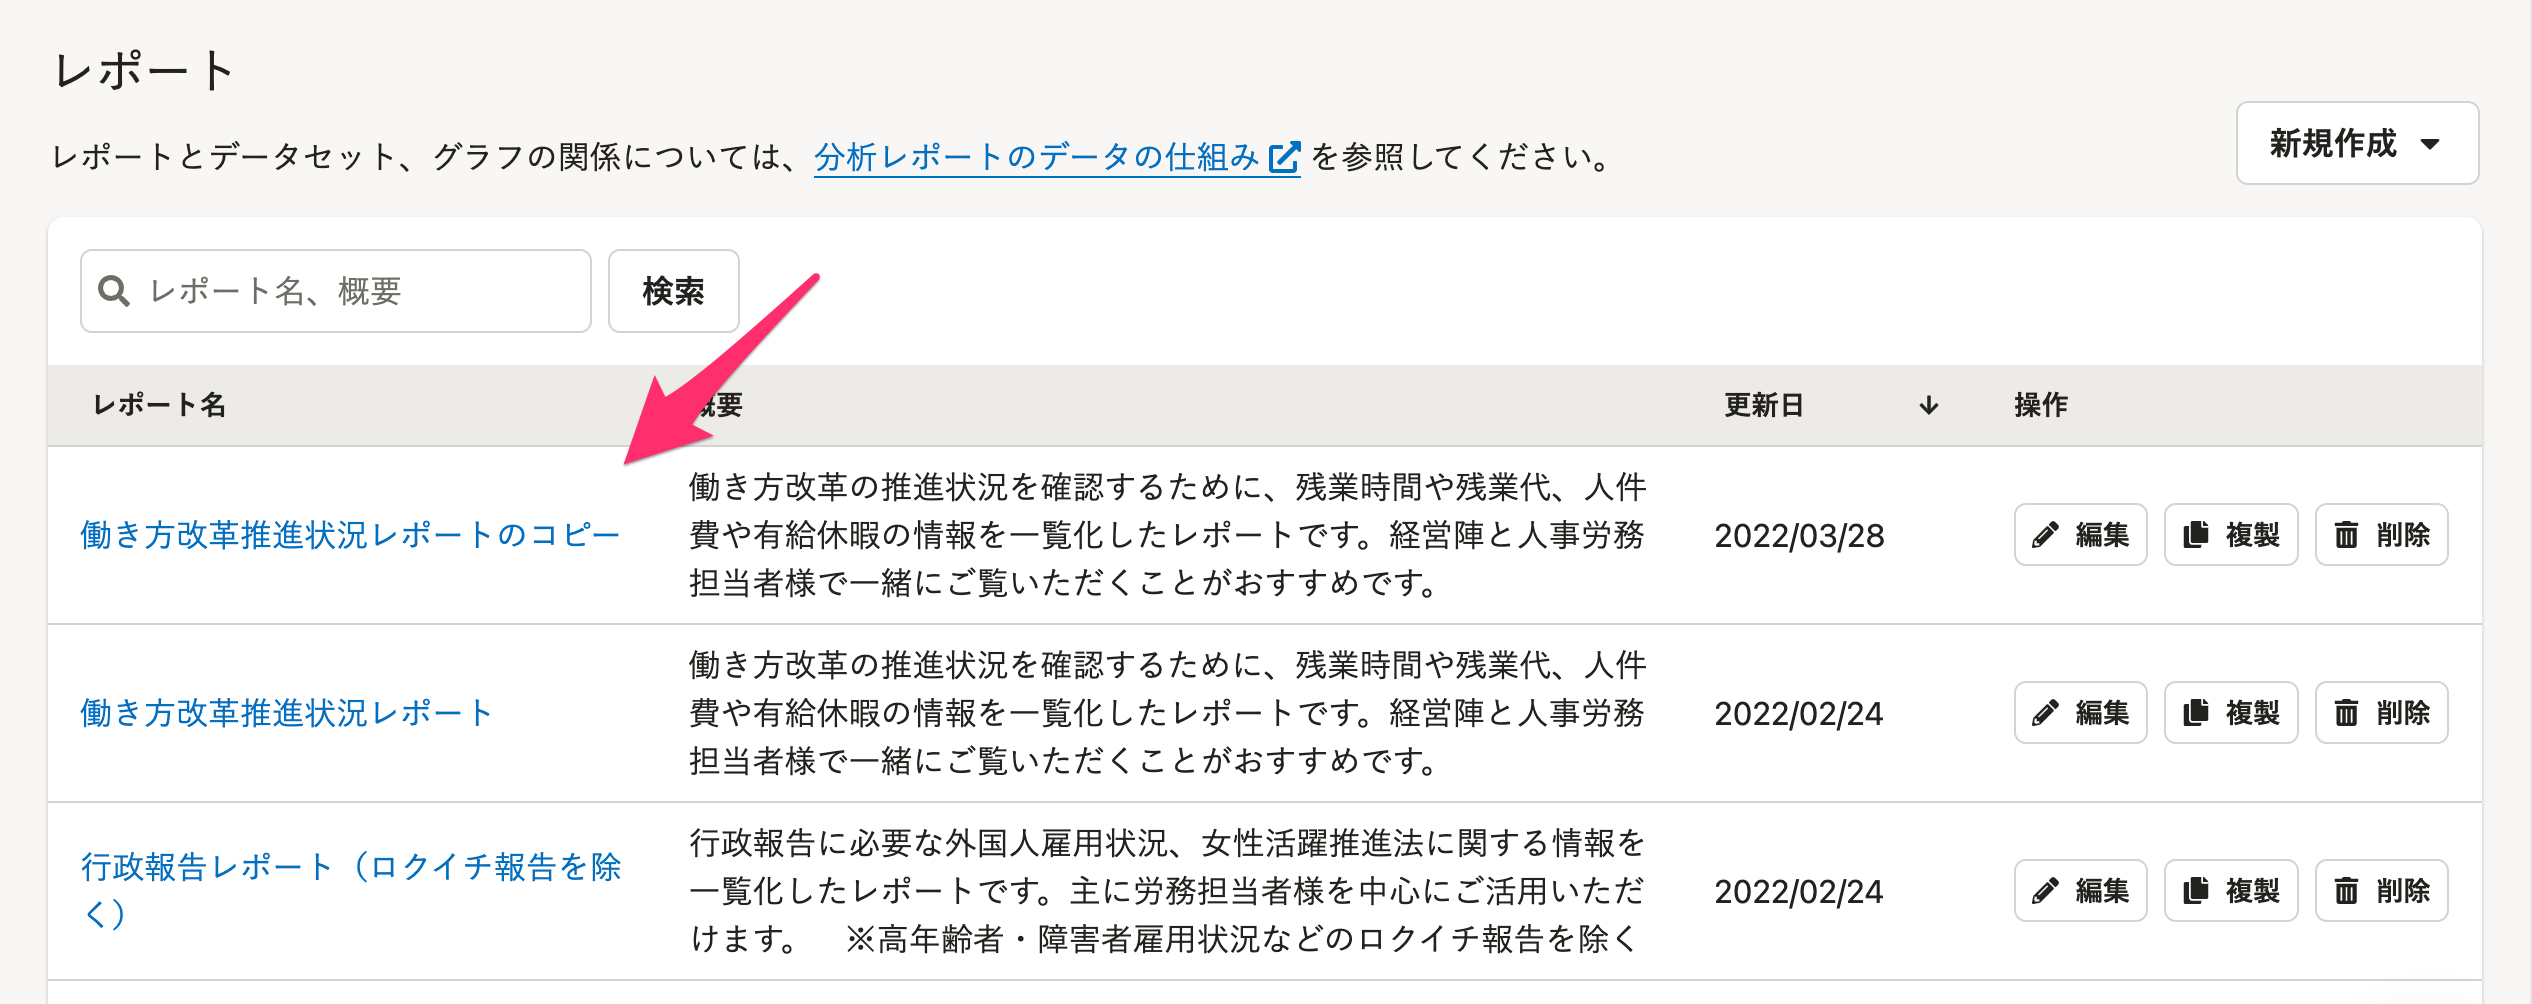 レポート
レポートとデータセット、グラフの関係については、分析レポートのデータの仕組み を参照してください。
新規作成
レポート名、概要
検索
レポート名 概要 更新日 操作
働き方改革推進状況レポートのコピー
働き方改革の推進状況を確認するために、残業時間や残業代、人件
費や有給休暇の情報を一覧化したレポートです。経営陣と人事労務
担当者様で一緒にご覧いただくことがおすすめです。
2022/03/28
編集 複製 削除
働き方改革推進状況レポート
働き方改革の推進状況を確認するために、残業時間や残業代、人件
費や有給休暇の情報を一覧化したレポートです。経営陣と人事労務
担当者様で一緒にご覧いただくことがおすすめです。
2022/02/24
編集 複製 削除
行政報告レポート（ロクイチ報告を除
く）
行政報告に必要な外国人雇用状況、女性活躍推進法に関する情報を
一覧化したレポートです。主に労務担当者様を中心にご活用いただ
けます。　※高年齢者・障害者雇用状況などのロクイチ報告を除く
2022/02/24
編集 複製 削除